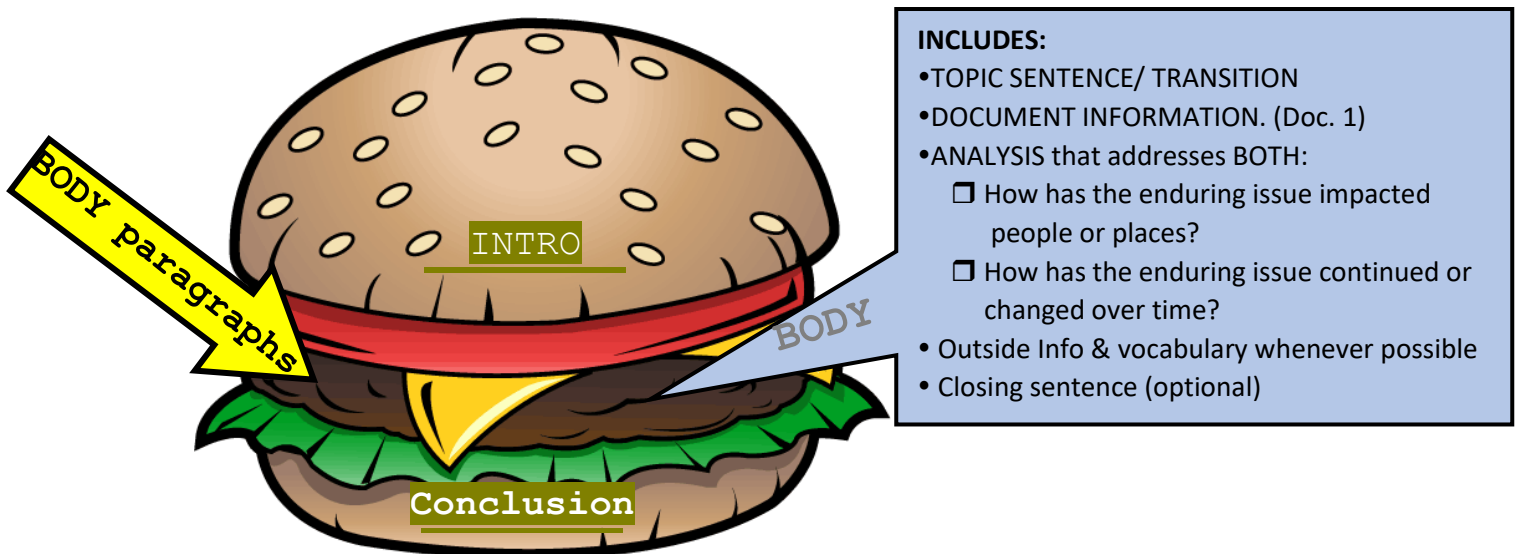 BODY paragraphs
INTRO
BODY
Conclusion
INCLUDES:
•TOPIC SENTENCE/ TRANSITION
•DOCUMENT INFORMATION. (Doc. 1)
•ANALYSIS that addresses BOTH:
❒ How has the enduring issue impacted
people or places?
❒ How has the enduring issue continued or
changed over time?
• Outside Info & vocabulary whenever possible
• Closing sentence (optional)